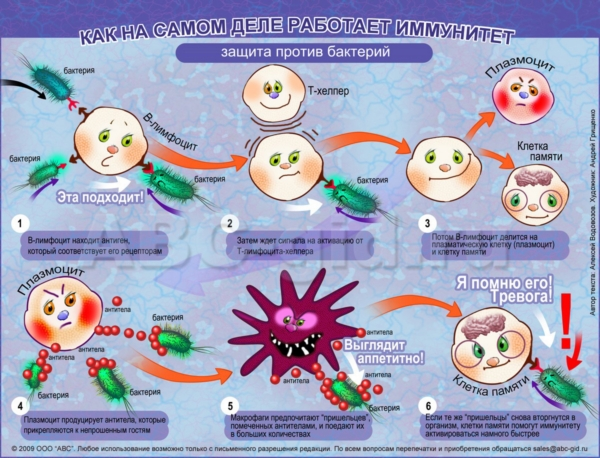 КАК НА САМОМ ДЕЛЕ РАБОТАЕТ ИММУНИТЕТ
защита против бактерий
бактерия
В-лимфоцит
бактерия
бактерия
Эта подходит!
Т-хелпер
бактерия
Плазмоцит
Клетка
памяти
1
В-лимфоцит находит антиген,
который соответствует его рецепторам
2
Затем ждет сигнала на активацию от
Т-лимфоцита-хелпера
3
Потом В-лимфоцит делится на
плазматическую клетку (плазмоцит)
и клетку памяти
Плазмоцит
антитела
бактерия
антитела
антитела
бактерия
4
Плазмоцит продуцирует антитела, которые
прикрепляются к непрошенным гостям
антитела
Выглядит
аппетитно!
антитела
антитела
бактерия
5
Макрофаги предпочитают "пришельцев",
помеченных антителами, и поедают их
в больших количествах
Я помню его!
Тревога!
Клетка памяти
бактерия
6
Если те же "пришельцы" снова вторгнутся в
организм, клетки памяти помогут иммунитету
активироваться намного быстрее
Автор текста: Алексей Водовозов. Художник: Андрей Грищенко
© 2009 ООО "АВС". Любое использование возможно только с письменного разрешения редакции. По всем вопросам перепечатки и приобретения обращаться sales@abc-gid.ru